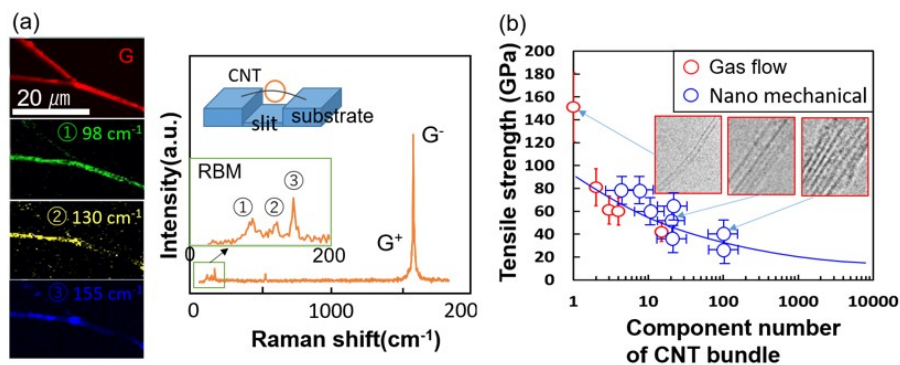 (a)
G
20 μm
① 98 cm⁻¹
② 130 cm⁻¹
③ 155 cm⁻¹
Intensity(a.u.)
CNT
slit
substrate
RBM
①
②
③
0
200
G⁻
G⁺
0
1000
200
Raman shift(cm⁻¹)
(b)
Tensile strength (GPa)
200
180
160
140
120
100
80
60
40
20
0
Gas flow
Nano mechanical
1
10
100
1000
8000
Component number
of CNT bundle